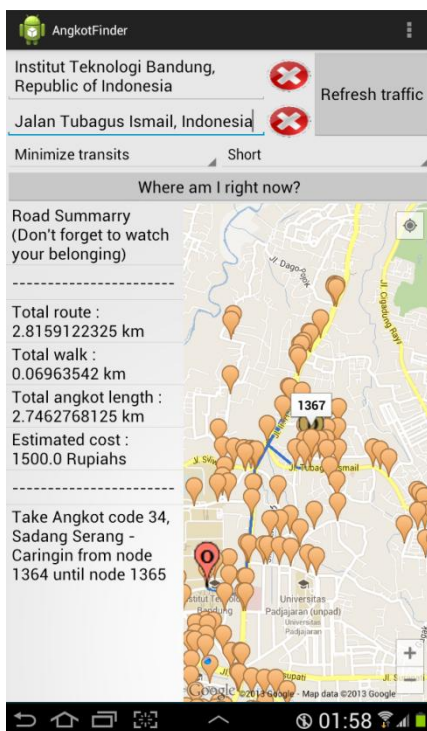 AngkotFinder
Institut Teknologi Bandung,
Republic of Indonesia
Refresh traffic
Jalan Tubagus Ismail, Indonesia
Minimize transits
Short
Where am I right now?
Road Summarry
(Don't forget to watch
your belonging)
-----------------------
Total route :
2.8159122325 km
Total walk :
0.06963542 km
Total angkot length :
2.7462768125 km
Estimated cost :
1500.0 Rupiahs
-----------------------
Take Angkot code 34,
Sadang Serang -
Caringin from node
1364 until node 1365
Jl. Dago Pojok
Jl. Cigadung Raya
1367
O
Universitas
Padjajaran (unpad)
Universitas
Padjajaran
Bandung
+
-
Google
©2013 Google - Map data ©2013 Google
01:58